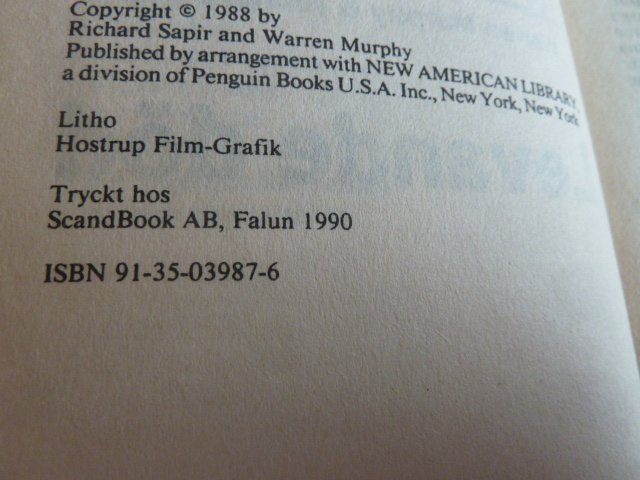 Copyright © 1988 by
Richard Sapir and Warren Murphy
Published by arrangement with NEW AMERICAN LIBRARY,
a division of Penguin Books U.S.A. Inc., New York, New York
Litho
Hostrup Film-Grafik
Tryckt hos
ScandBook AB, Falun 1990
ISBN 91-35-03987-6